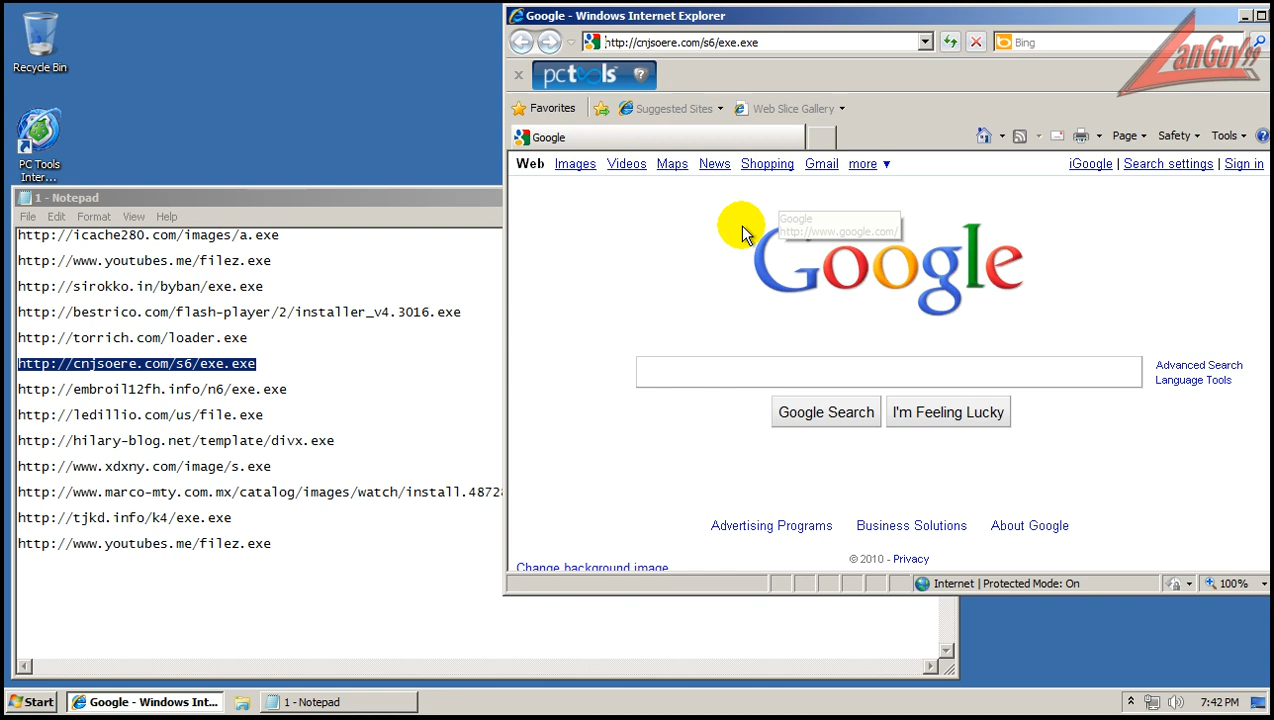 Recycle Bin
PC Tools
Inter...
1 - Notepad
File Edit Format View Help
http://icache280.com/images/a.exe
http://www.youtubes.me/filez.exe
http://sirokko.in/byban/exe.exe
http://bestrico.com/flash-player/2/installer_v4.3016.exe
http://torrich.com/loader.exe
http://cnjsoere.com/s6/exe.exe
http://embroil12fh.info/n6/exe.exe
http://ledillio.com/us/file.exe
http://hilary-blog.net/template/divx.exe
http://www.xdxny.com/image/s.exe
http://www.marco-mty.com.mx/catalog/images/watch/install.4872
http://tjkd.info/k4/exe.exe
http://www.youtubes.me/filez.exe
Google - Windows Internet Explorer
http://cnjsoere.com/s6/exe.exe
Bing
anGuy99
pctools
Favorites Suggested Sites Web Slice Gallery
Google
Page Safety Tools
Web Images Videos Maps News Shopping Gmail more iGoogle | Search settings | Sign in
Google
http://www.google.com/
Google
Advanced Search
Language Tools
Google Search I'm Feeling Lucky
Advertising Programs Business Solutions About Google
© 2010 - Privacy
Change background image
Internet | Protected Mode: On 100%
Start Google - Windows Int... 1 - Notepad 7:42 PM